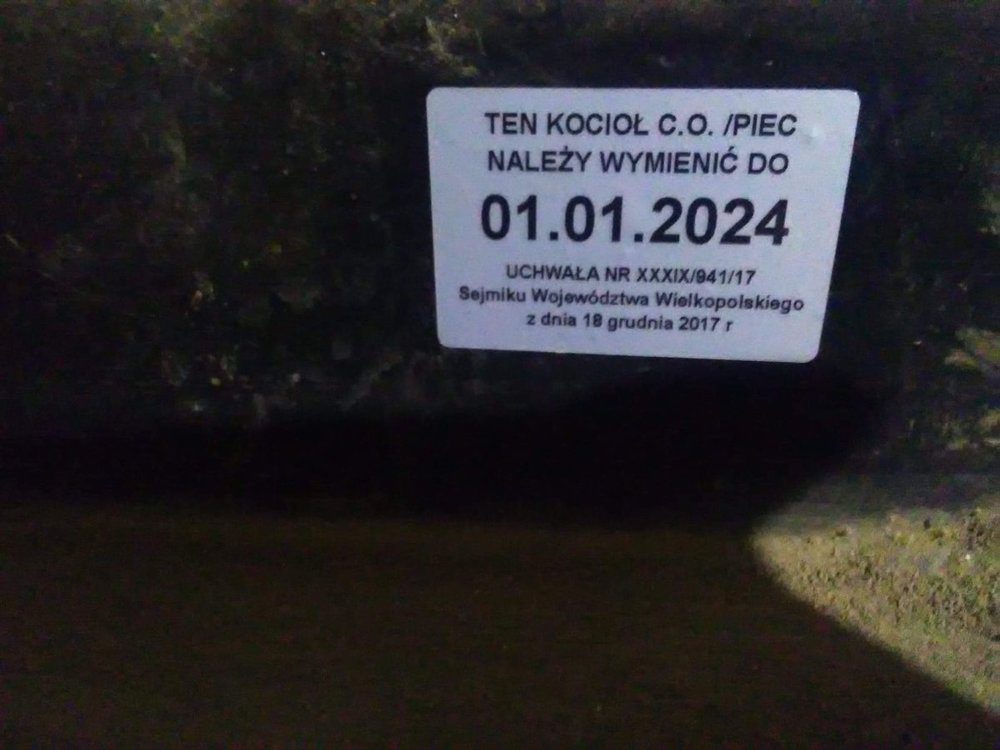 TEN KOCIOŁ C.O. /PIEC
NALEŻY WYMIENIĆ DO
01.01.2024
UCHWAŁA NR XXXIX/941/17
Sejmiku Województwa Wielkopolskiego
z dnia 18 grudnia 2017 r